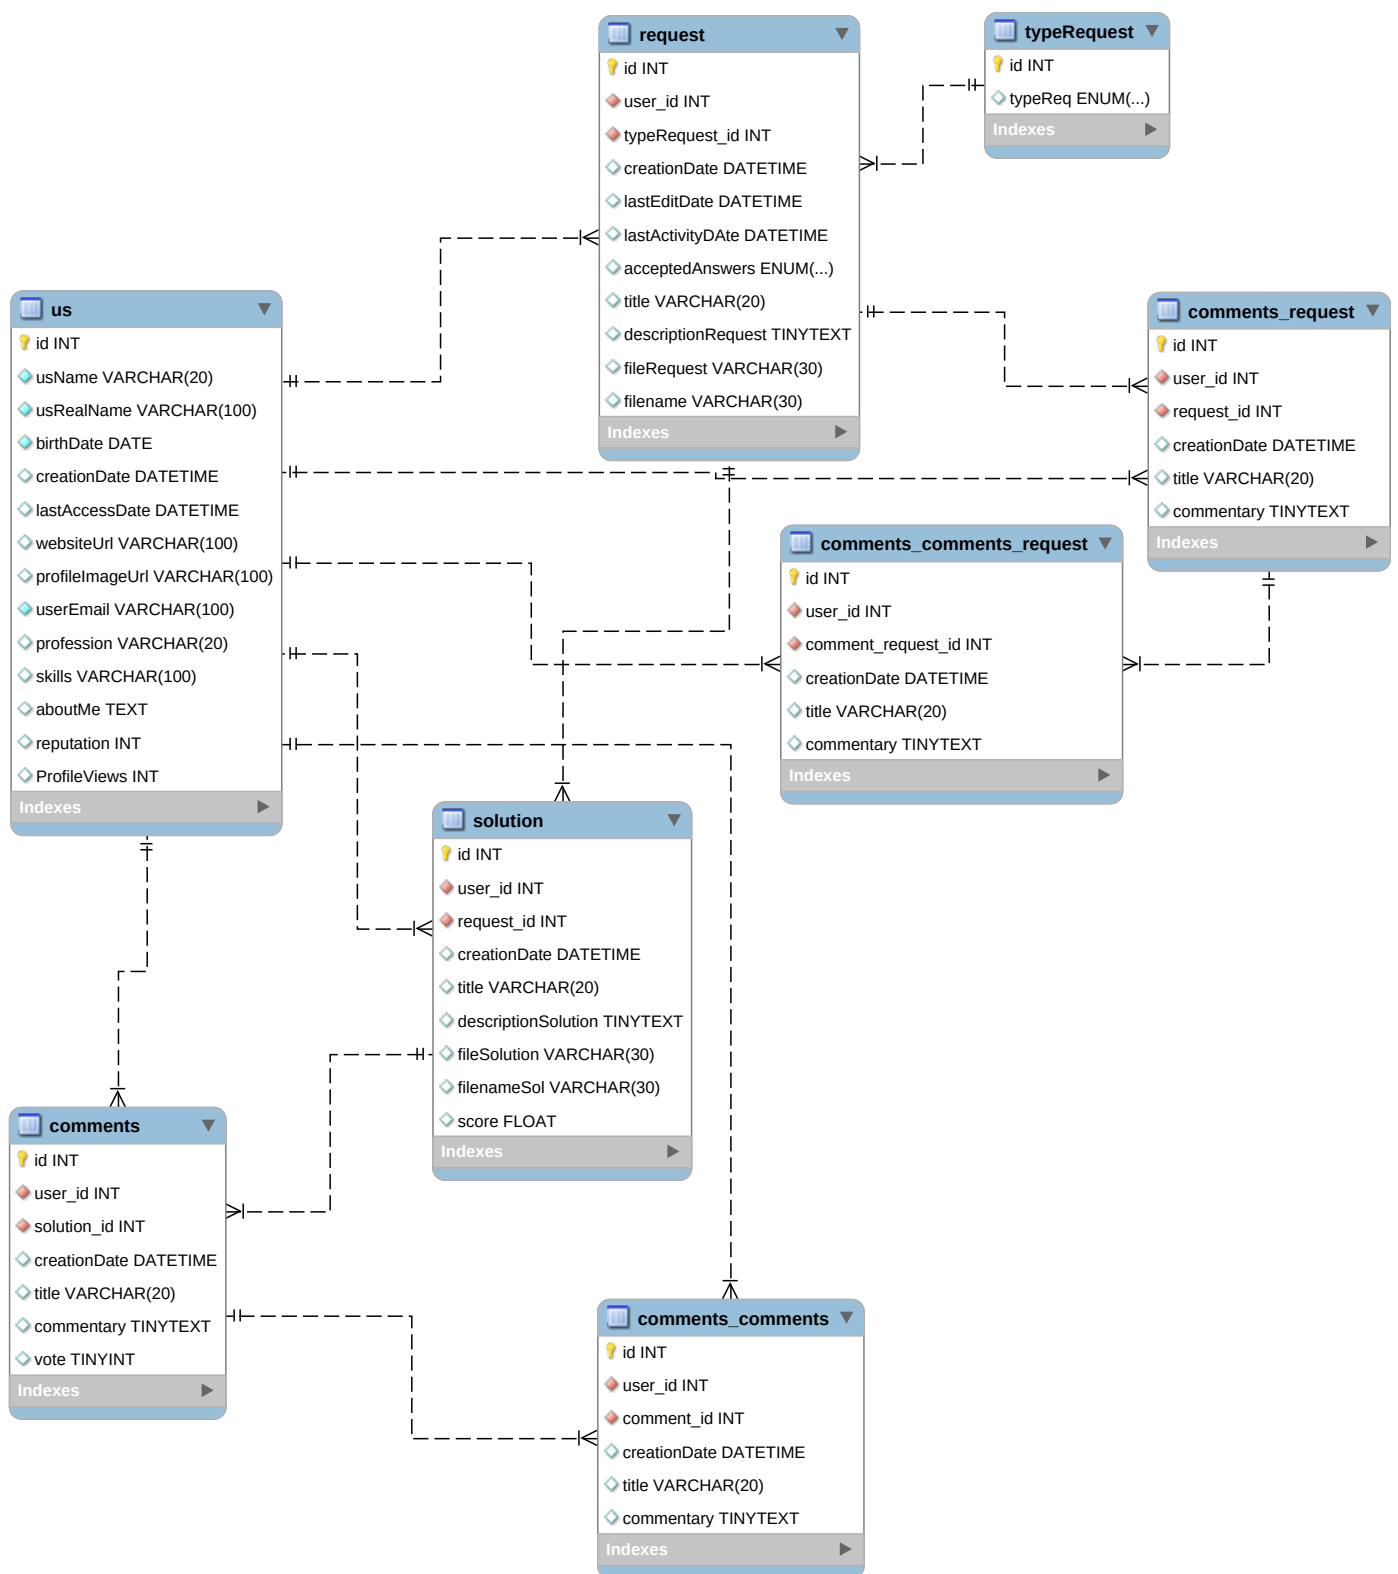 request
id INT
user_id INT
typeRequest_id INT
creationDate DATETIME
lastEditDate DATETIME
lastActivityDAte DATETIME
acceptedAnswers ENUM(...)
title VARCHAR(20)
descriptionRequest TINYTEXT
fileRequest VARCHAR(30)
filename VARCHAR(30)
Indexes
typeRequest
id INT
typeReq ENUM(...)
Indexes
us
id INT
usName VARCHAR(20)
usRealName VARCHAR(100)
birthDate DATE
creationDate DATETIME
lastAccessDate DATETIME
websiteUrl VARCHAR(100)
profileImageUrl VARCHAR(100)
userEmail VARCHAR(100)
profession VARCHAR(20)
skills VARCHAR(100)
aboutMe TEXT
reputation INT
ProfileViews INT
Indexes
comments_request
id INT
user_id INT
request_id INT
creationDate DATETIME
title VARCHAR(20)
commentary TINYTEXT
Indexes
comments_comments_request
id INT
user_id INT
comment_request_id INT
creationDate DATETIME
title VARCHAR(20)
commentary TINYTEXT
Indexes
solution
id INT
user_id INT
request_id INT
creationDate DATETIME
title VARCHAR(20)
descriptionSolution TINYTEXT
fileSolution VARCHAR(30)
filenameSol VARCHAR(30)
score FLOAT
Indexes
comments
id INT
user_id INT
solution_id INT
creationDate DATETIME
title VARCHAR(20)
commentary TINYTEXT
vote TINYINT
Indexes
comments_comments
id INT
user_id INT
comment_id INT
creationDate DATETIME
title VARCHAR(20)
commentary TINYTEXT
Indexes